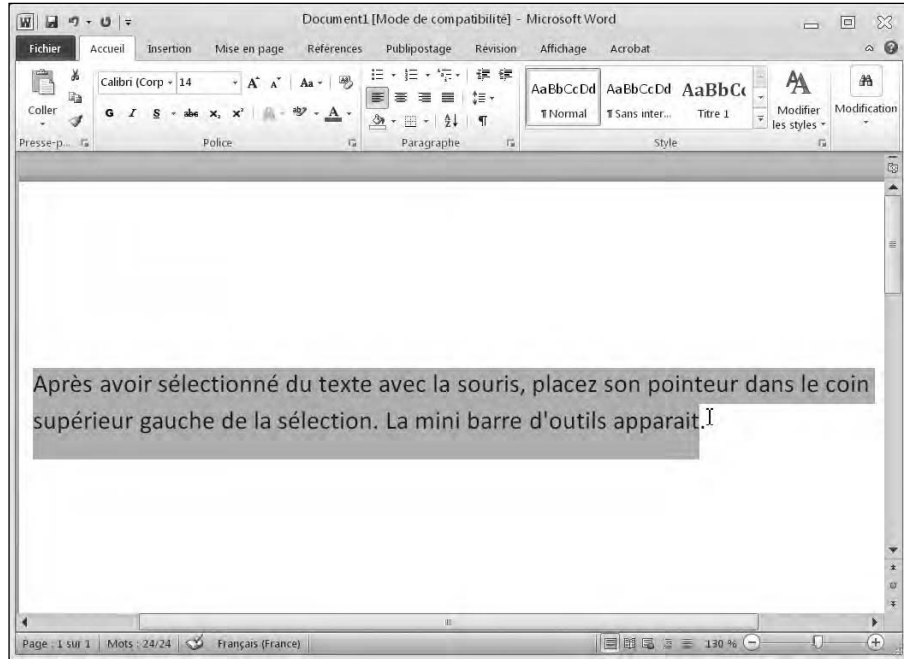 Document1 [Mode de compatibilité] - Microsoft Word
Fichier Accueil Insertion Mise en page Références Publipostage Révision Affichage Acrobat
Calibri (Corp 14 A A Aa
AaBbCcDd AaBbCcDd AaBbCc
Coller G I S abc x, x² A
¶ Normal ¶ Sans inter... Titre 1 Modifier les styles Modification
Presse-p... Police Paragraphe Style
Après avoir sélectionné du texte avec la souris, placez son pointeur dans le coin
supérieur gauche de la sélection. La mini barre d'outils apparait.
Page : 1 sur 1 Mots : 24/24 Français (France) 130 %